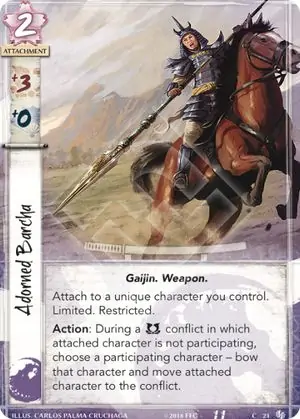 2
ATTACHMENT
+3
+0
Adorned Barcha
Gaijin. Weapon.
Attach to a unique character you control.
Limited. Restricted.
Action: During a conflict in which
attached character is not participating,
choose a participating character – bow
that character and move attached
character to the conflict.
ILLUS. CARLOS PALMA CRUCHAGA
© 2018 FFG
21